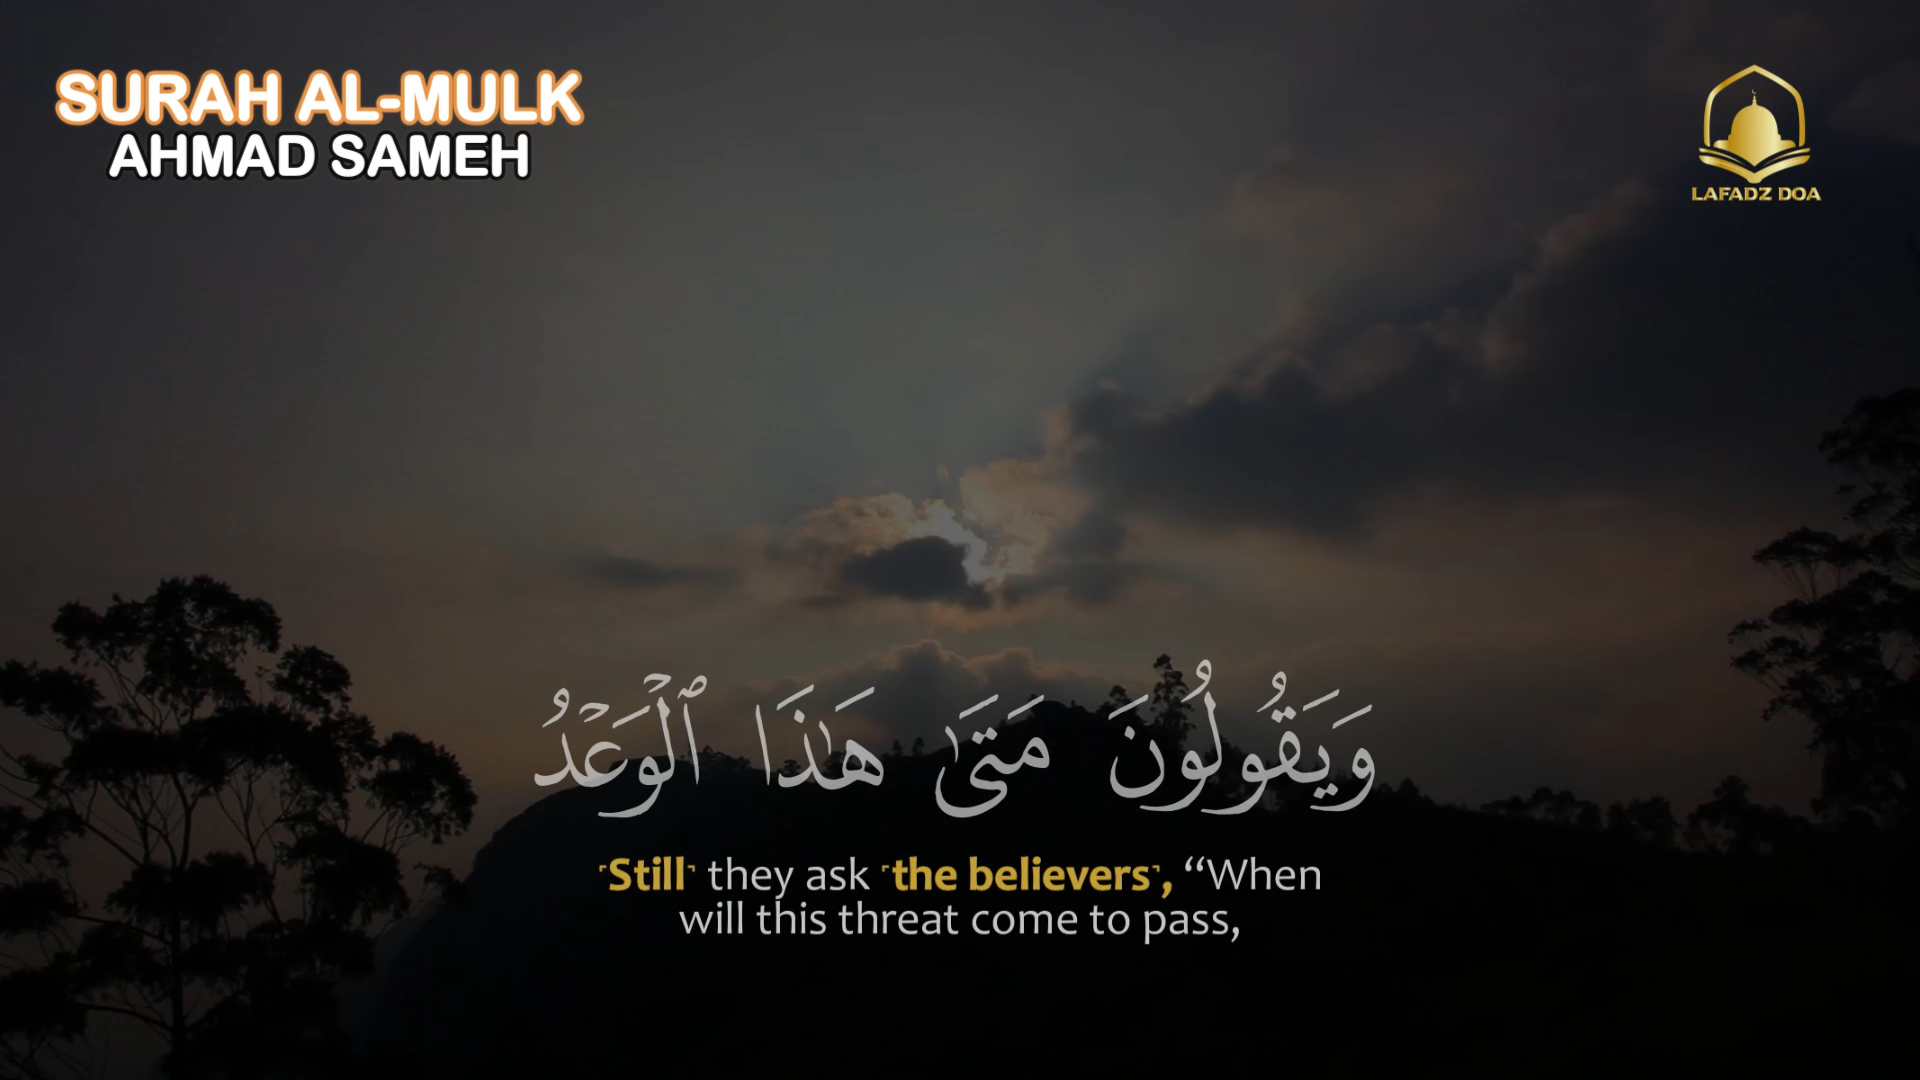 SURAH AL-MULK
AHMAD SAMEH
LAFADZ DOA
وَيَقُولُونَ مَتَىٰ هَـٰذَا ٱلْوَعْدُ
⸢Still⸣ they ask ⸢the believers⸣, “When
will this threat come to pass,